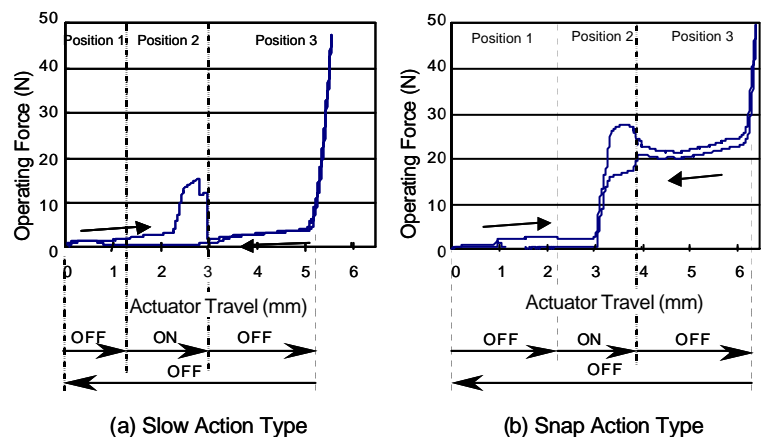 50
40
30
20
10
0
Operating Force (N)
Position 1
Position 2
Position 3
0 1 2 3 4 5 6
Actuator Travel (mm)
OFF ON OFF
OFF
(a) Slow Action Type
50
40
30
20
10
0
Operating Force (N)
Position 1
Position 2
Position 3
0 1 2 3 4 5 6
Actuator Travel (mm)
OFF ON OFF
OFF
(b) Snap Action Type